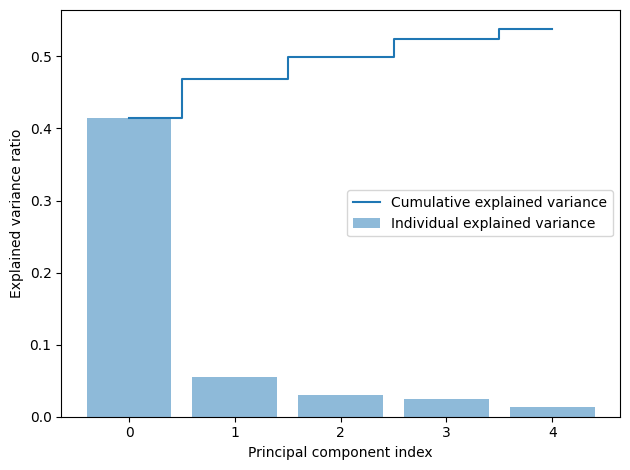 0.5
0.4
0.3
0.2
0.1
0.0
Explained variance ratio
Cumulative explained variance
Individual explained variance
0 1 2 3 4
Principal component index